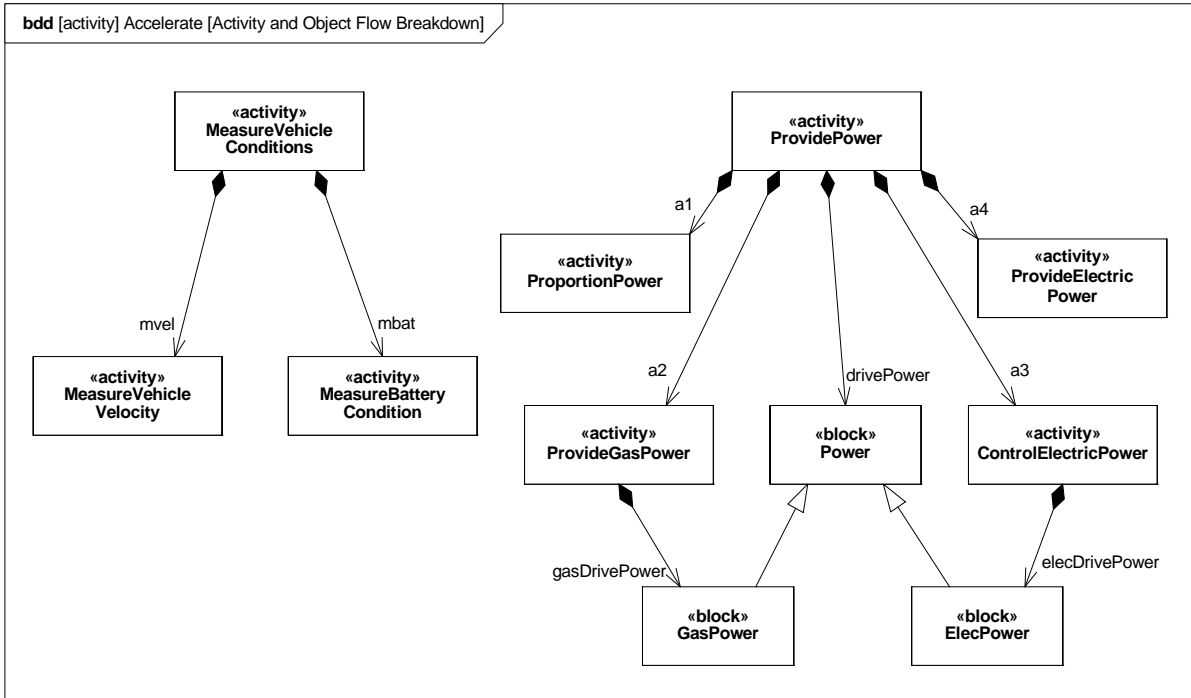 bdd [activity] Accelerate [Activity and Object Flow Breakdown]
«activity»
MeasureVehicle
Conditions
«activity»
ProvidePower
a1
a4
«activity»
ProportionPower
«activity»
ProvideElectric
Power
mvel
mbat
«activity»
MeasureVehicle
Velocity
«activity»
MeasureBattery
Condition
a2
drivePower
a3
«activity»
ProvideGasPower
«block»
Power
«activity»
ControlElectricPower
gasDrivePower
elecDrivePower
«block»
GasPower
«block»
ElecPower